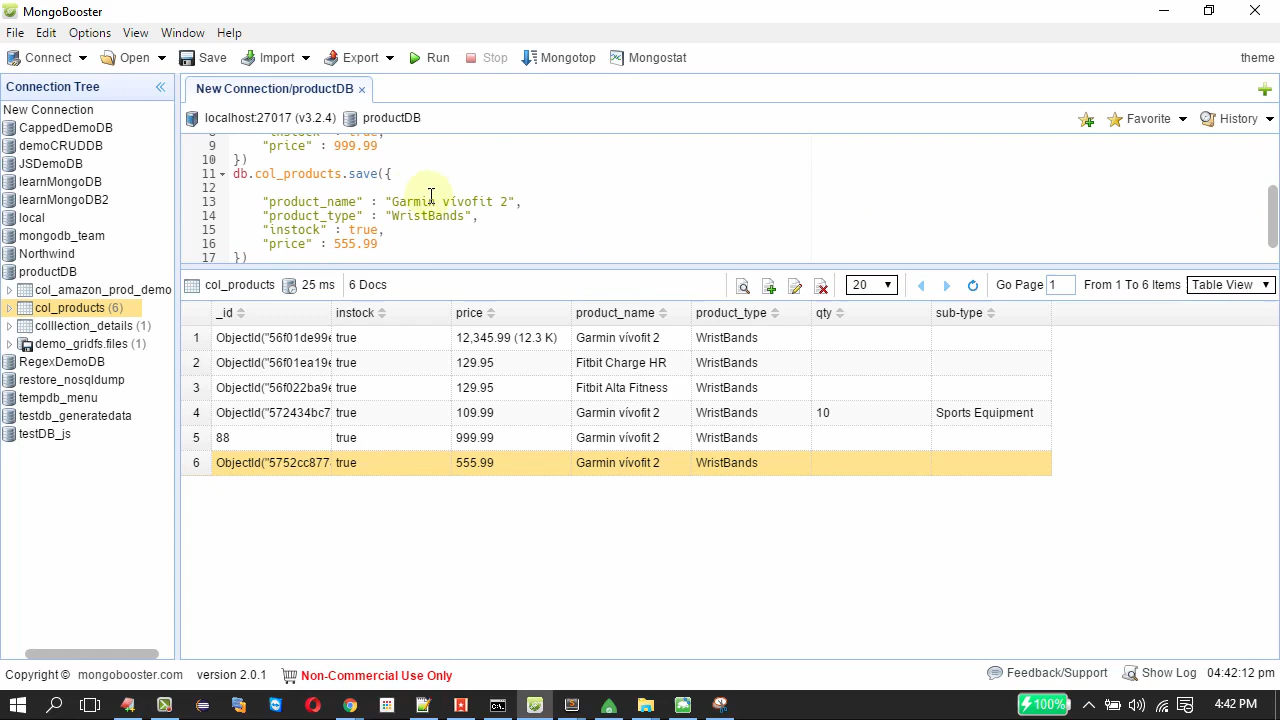 MongoBooster
File Edit Options View Window Help
Connect Open Save Import Export Run Stop Mongotop Mongostat theme
Connection Tree
New Connection
CappedDemoDB
demoCRUDDB
JSDemoDB
learnMongoDB
learnMongoDB2
local
mongodb_team
Northwind
productDB
col_amazon_prod_demo
col_products (6)
colllection_details (1)
demo_gridfs.files (1)
RegexDemoDB
restore_nosqldump
tempdb_menu
testdb_generatedata
testDB_js
New Connection/productDB ×
localhost:27017 (v3.2.4) productDB Favorite History
8 "instock" : true,
9 "price" : 999.99
10 })
11 db.col_products.save({
12
13 "product_name" : "Garmin vívofit 2",
14 "product_type" : "WristBands",
15 "instock" : true,
16 "price" : 555.99
17 })
col_products 25 ms 6 Docs 20 Go Page 1 From 1 To 6 Items Table View
_id instock price product_name product_type qty sub-type
1 ObjectId("56f01de99e true 12,345.99 (12.3 K) Garmin vívofit 2 WristBands
2 ObjectId("56f01ea19e true 129.95 Fitbit Charge HR WristBands
3 ObjectId("56f022ba9e true 129.95 Fitbit Alta Fitness WristBands
4 ObjectId("572434bc7 true 109.99 Garmin vívofit 2 WristBands 10 Sports Equipment
5 88 true 999.99 Garmin vívofit 2 WristBands
6 ObjectId("5752cc877 true 555.99 Garmin vívofit 2 WristBands
Copyright © mongobooster.com version 2.0.1 Non-Commercial Use Only Feedback/Support Show Log 04:42:12 pm
100% 4:42 PM